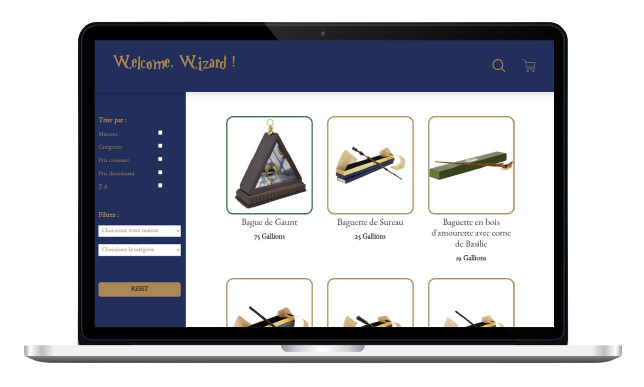 Welcome, Wizard !
Trier par :
Maisons
Catégories
Prix croissant
Prix décroissant
Z-A
Filtres :
Choisissez votre maison
Choisissez la catégorie
RESET
Bague de Gaunt
75 Gallions
Baguette de Sureau
25 Gallions
Baguette en bois
d'amourette avec corne
de Basilic
19 Gallions